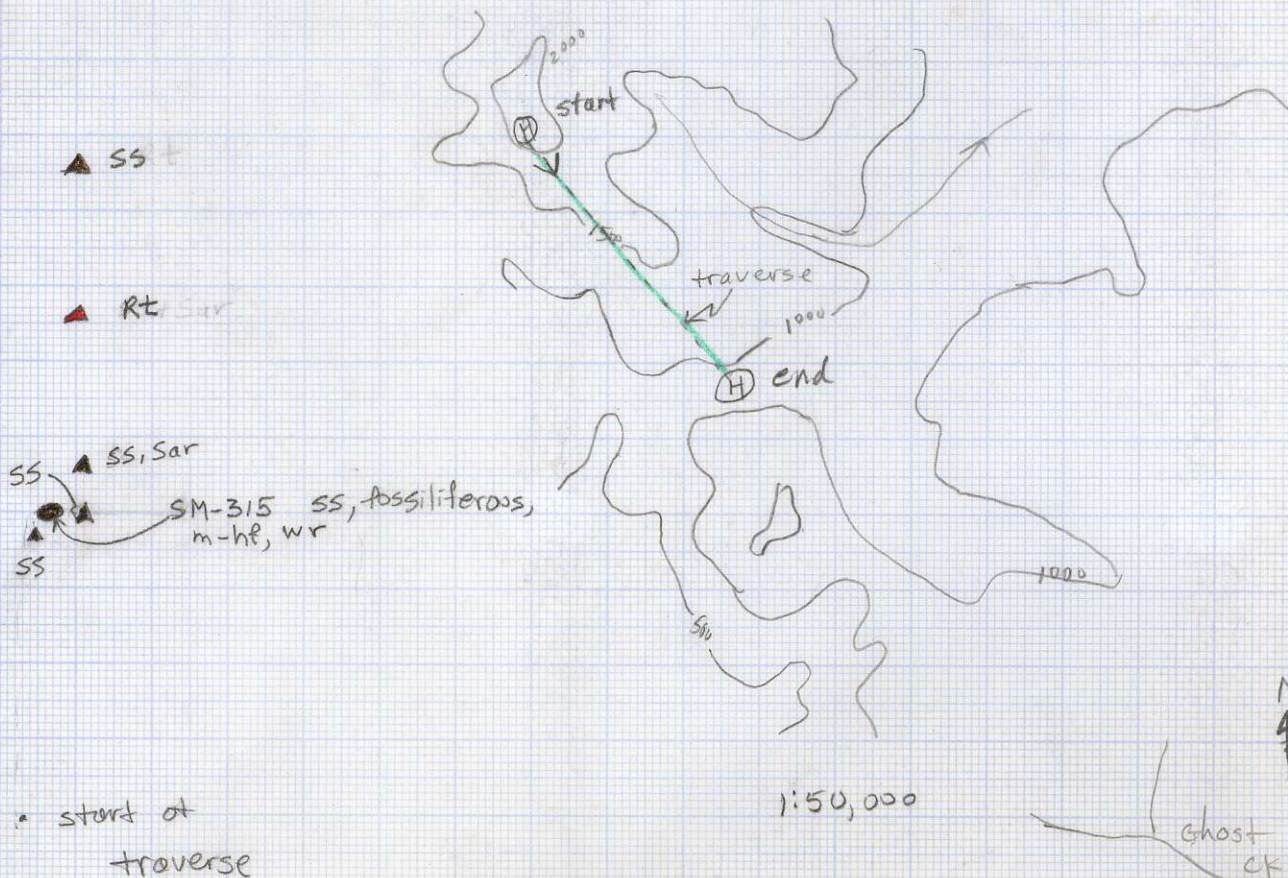 2000
start
H
SS
1500
Rt
traverse
1000
H end
SS, Sar
SS
SM-315 SS, fossiliferous,
m-hf, wr
SS
1000
500
N
1:50,000
• start of
traverse
Ghost
CK